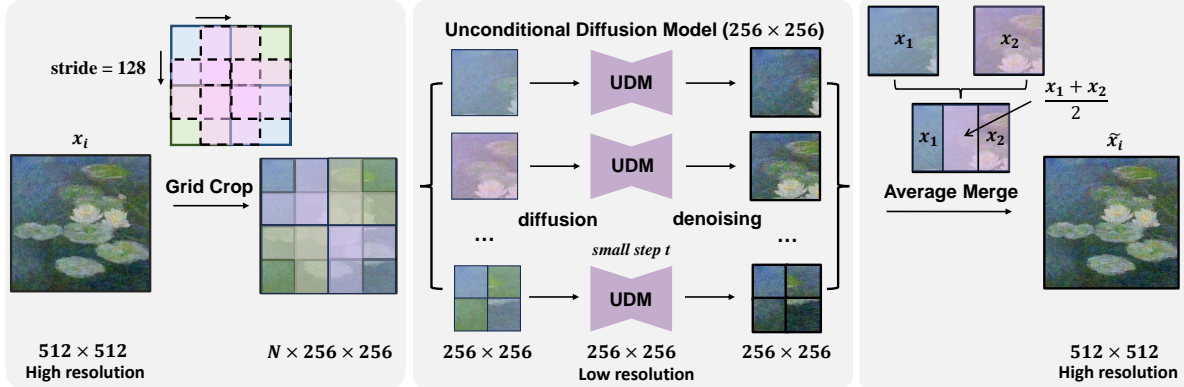 stride = 128
x_i
Grid Crop
512 × 512
High resolution
N × 256 × 256
Unconditional Diffusion Model (256 × 256)
UDM
UDM
diffusion
denoising
...
small step t
...
UDM
256 × 256
256 × 256
256 × 256
Low resolution
x_1
x_2
x_1 + x_2
2
x_1
x_2
x̃_i
Average Merge
512 × 512
High resolution